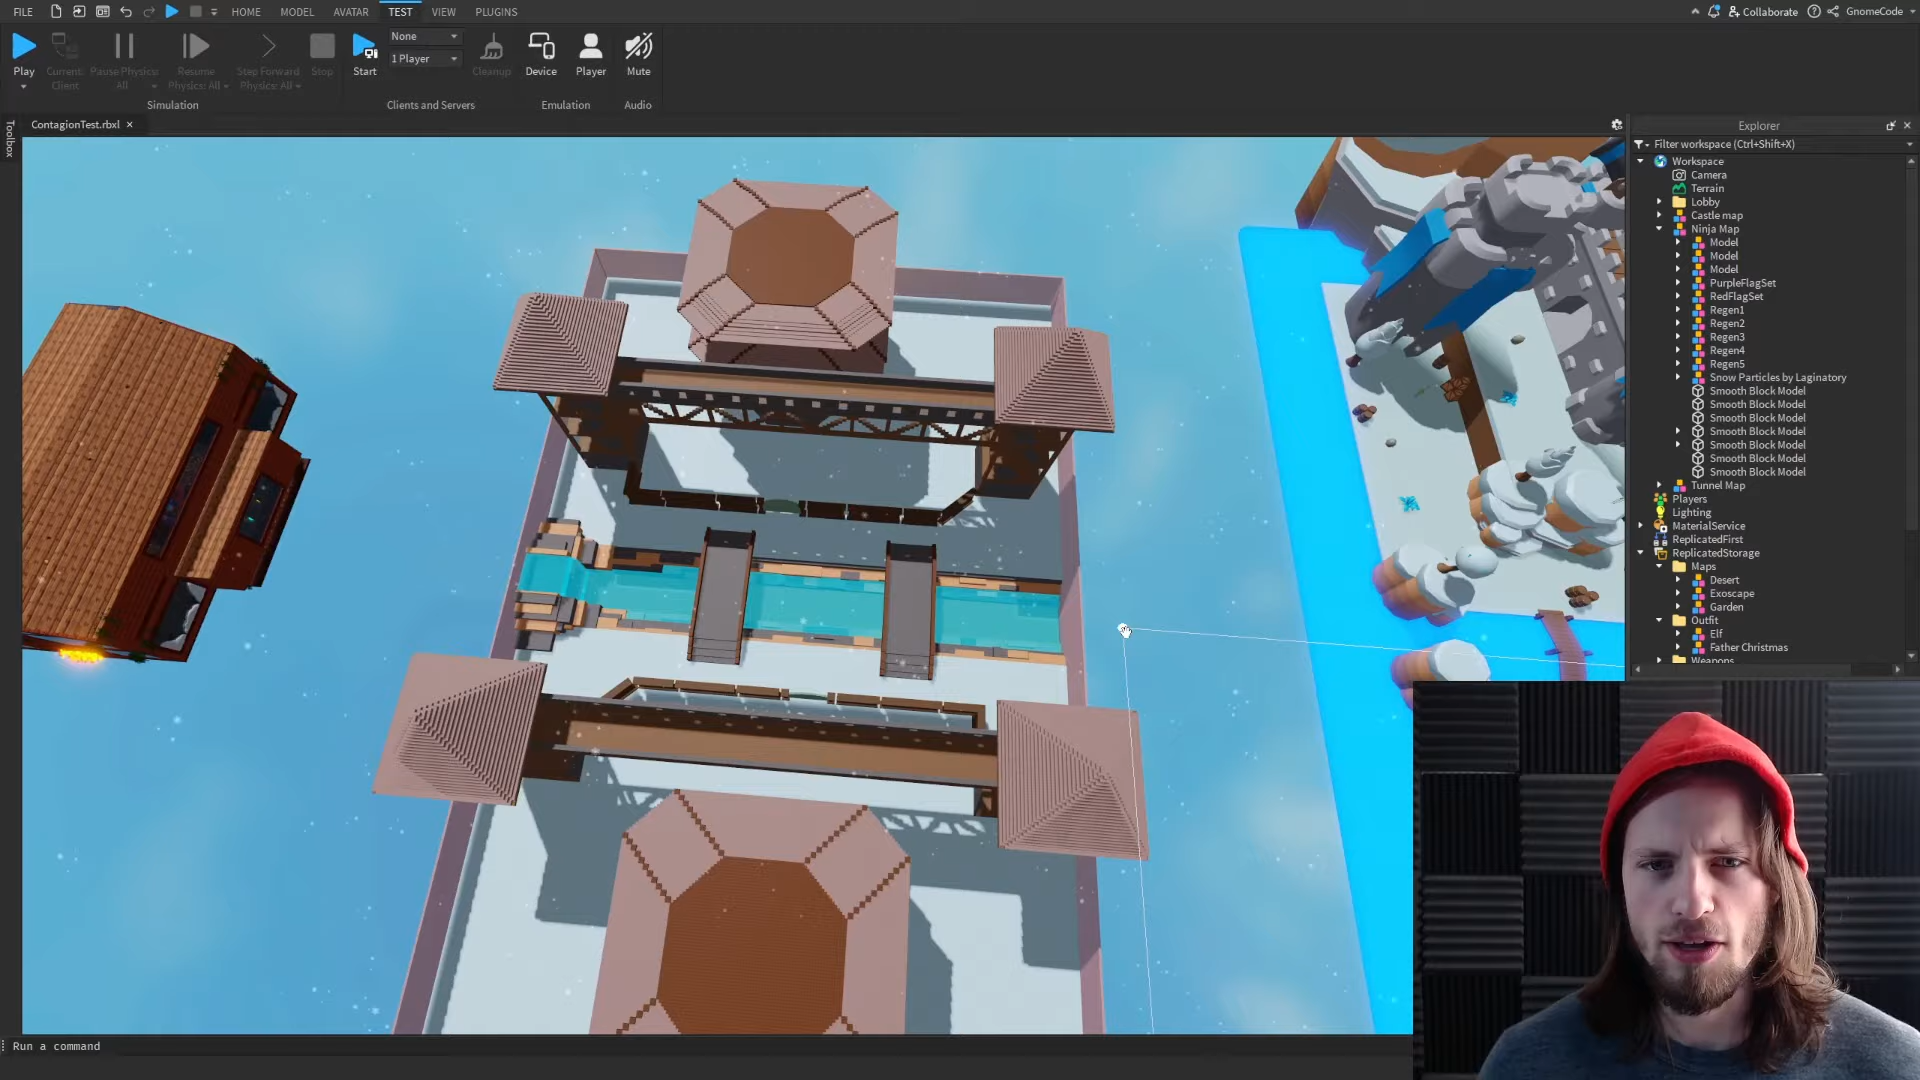 FILE HOME MODEL AVATAR TEST VIEW PLUGINS
Collaborate GnomeCode
Play
Current:
Client
Pause Physics:
All
Resume
Physics: All
Step Forward
Physics: All
Stop
Simulation
Start
None
1 Player
Cleanup
Clients and Servers
Device
Player
Emulation
Mute
Audio
Toolbox
ContagionTest.rbxl
Explorer
Filter workspace (Ctrl+Shift+X)
Workspace
Camera
Terrain
Lobby
Castle map
Ninja Map
Model
Model
Model
PurpleFlagSet
RedFlagSet
Regen1
Regen2
Regen3
Regen4
Regen5
Snow Particles by Laginatory
Smooth Block Model
Smooth Block Model
Smooth Block Model
Smooth Block Model
Smooth Block Model
Smooth Block Model
Smooth Block Model
Tunnel Map
Players
Lighting
MaterialService
ReplicatedFirst
ReplicatedStorage
Maps
Desert
Exoscape
Garden
Outfit
Elf
Father Christmas
Weapons
Run a command